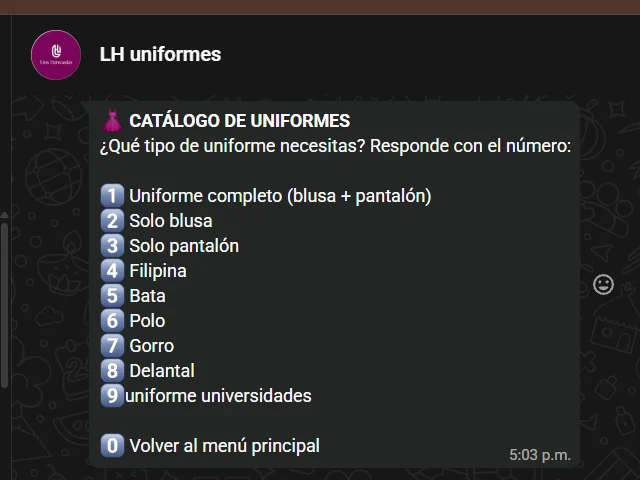 LH uniformes
👗 CATÁLOGO DE UNIFORMES
¿Qué tipo de uniforme necesitas? Responde con el número:
1️⃣ Uniforme completo (blusa + pantalón)
2️⃣ Solo blusa
3️⃣ Solo pantalón
4️⃣ Filipina
5️⃣ Bata
6️⃣ Polo
7️⃣ Gorro
8️⃣ Delantal
9️⃣uniforme universidades
0️⃣ Volver al menú principal
5:03 p.m.